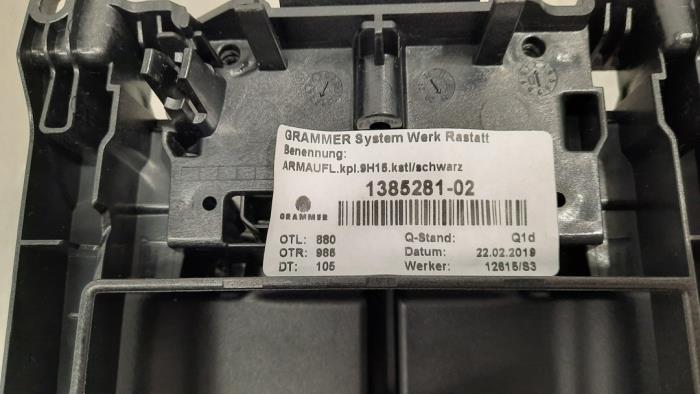 GRAMMER System Werk Rastatt
Benennung:
ARMAUFL.kpl.9H15.kstl/schwarz
1385281-02
GRAMMER
OTL: 880 Q-Stand: Q1d
OTR: 986 Datum: 22.02.2019
DT: 105 Werker: 12615/S3